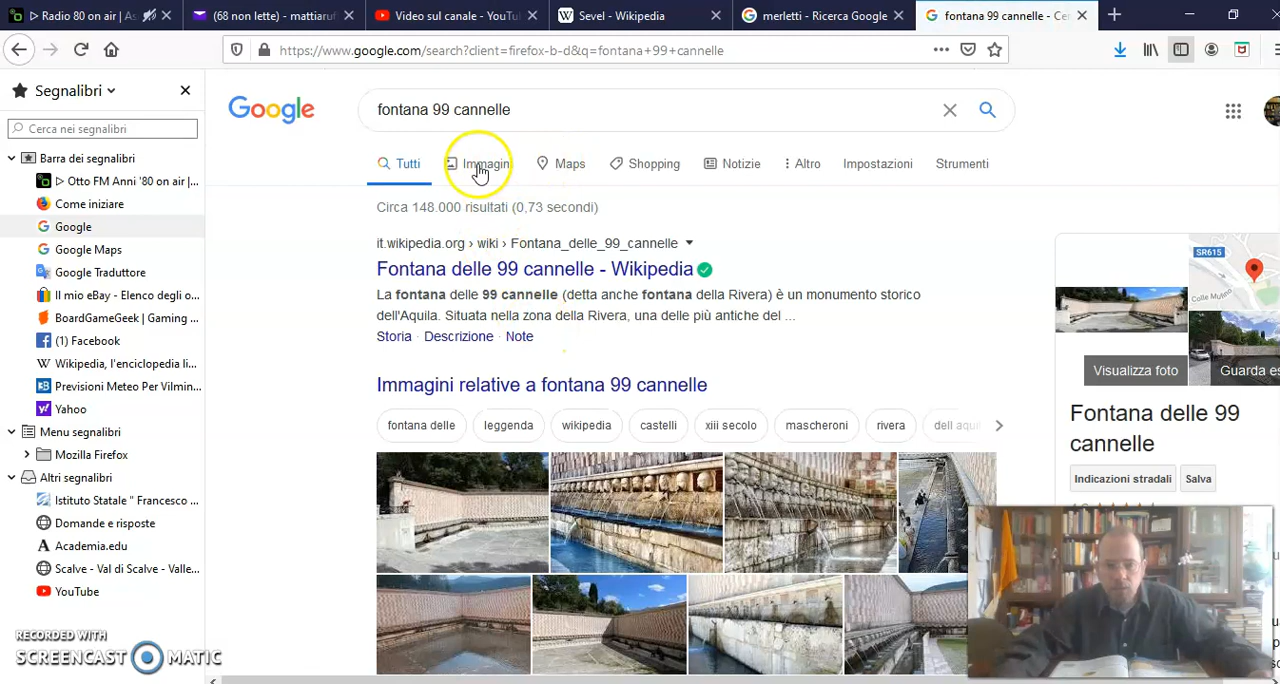 Radio 80 on air | As
(68 non lette) - mattiaruf
Video sul canale - YouTu
W Sevel - Wikipedia
merletti - Ricerca Google
fontana 99 cannelle - Ce
https://www.google.com/search?client=firefox-b-d&q=fontana+99+cannelle
Segnalibri
Cerca nei segnalibri
Barra dei segnalibri
Otto FM Anni '80 on air |...
Come iniziare
Google
Google Maps
Google Traduttore
Il mio eBay - Elenco degli o...
BoardGameGeek | Gaming ...
(1) Facebook
W Wikipedia, l'enciclopedia li...
Previsioni Meteo Per Vilmin...
Yahoo
Menu segnalibri
Mozilla Firefox
Altri segnalibri
Istituto Statale " Francesco ...
Domande e risposte
A Academia.edu
Scalve - Val di Scalve - Valle...
YouTube
RECORDED WITH
SCREENCAST MATIC
Google
fontana 99 cannelle
Tutti Immagini Maps Shopping Notizie Altro Impostazioni Strumenti
Circa 148.000 risultati (0,73 secondi)
it.wikipedia.org › wiki › Fontana_delle_99_cannelle
Fontana delle 99 cannelle - Wikipedia
La fontana delle 99 cannelle (detta anche fontana della Rivera) è un monumento storico
dell'Aquila. Situata nella zona della Rivera, una delle più antiche del ...
Storia · Descrizione · Note
Immagini relative a fontana 99 cannelle
fontana delle leggenda wikipedia castelli xiii secolo mascheroni rivera dell aqui
SR615
Colle Muteno
Visualizza foto
Guarda es
Fontana delle 99
cannelle
Indicazioni stradali
Salva